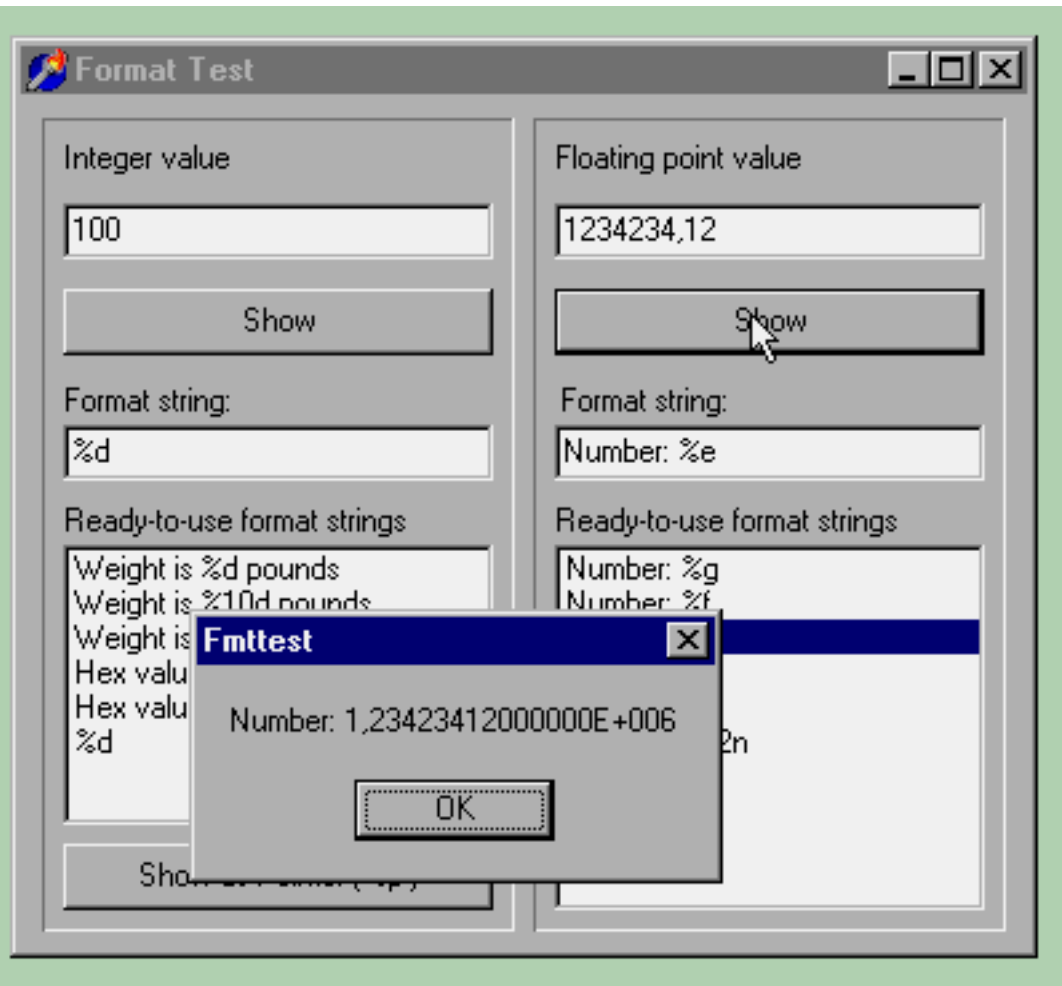 Format Test
Integer value
100
Show
Format string:
%d
Ready-to-use format strings
Weight is %d pounds
Weight is %10d pounds
Weight is
Hex valu
Hex valu
%d
Floating point value
1234234,12
Show
Format string:
Number: %e
Ready-to-use format strings
Number: %g
Number: %f
2n
Fmttest
Number: 1,23423412000000E+006
OK